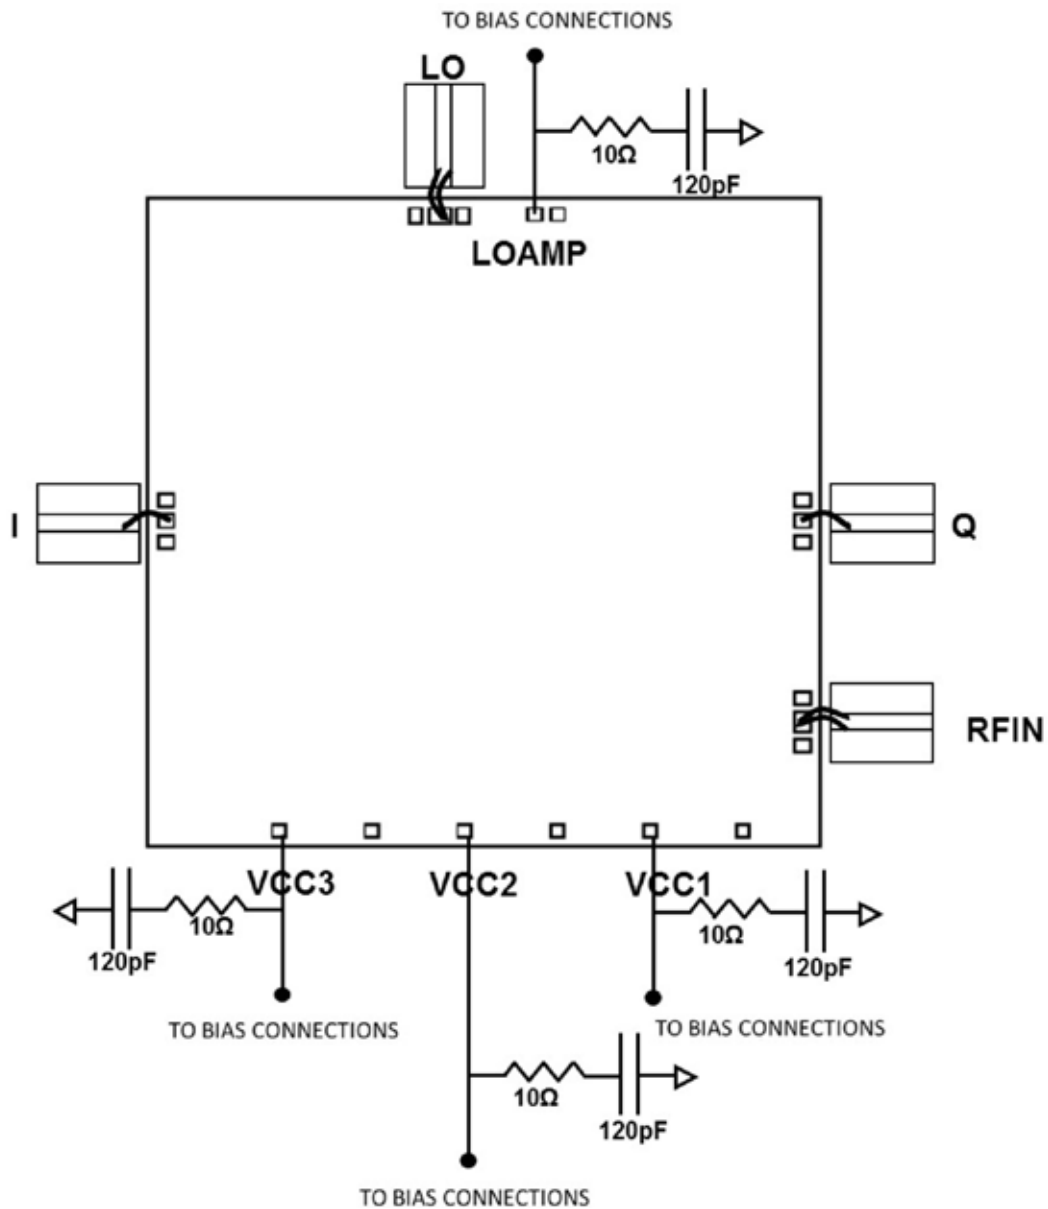 TO BIAS CONNECTIONS
LO
10Ω
120pF
LOAMP
I
Q
RFIN
VCC3
VCC2
VCC1
10Ω
10Ω
120pF
120pF
TO BIAS CONNECTIONS
TO BIAS CONNECTIONS
10Ω
120pF
TO BIAS CONNECTIONS